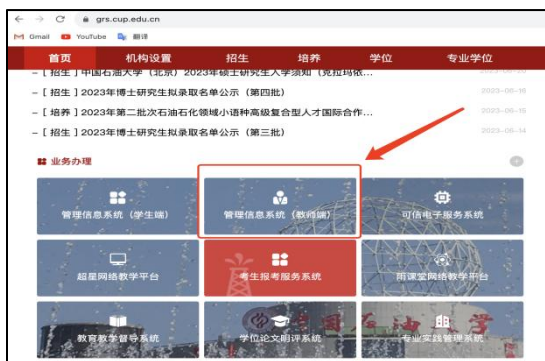 grs.cup.edu.cn
Gmail YouTube 翻译
首页 机构设置 招生 培养 学位 专业学位
– [ 招生 ] 中国石油大学（北京）2023年硕士研究生入学须知（克拉玛依...
– [ 招生 ] 2023年博士研究生拟录取名单公示（第四批） 2023-06-16
– [ 培养 ] 2023年第二批次石油石化领域小语种高级复合型人才国际合作... 2023-06-15
– [ 招生 ] 2023年博士研究生拟录取名单公示（第三批） 2023-06-14
业务办理
管理信息系统（学生端） 管理信息系统（教师端） 可信电子服务系统
超星网络教学平台 考生报考服务系统 雨课堂网络教学平台
教育教学督导系统 学位论文明评系统 专业实践管理系统